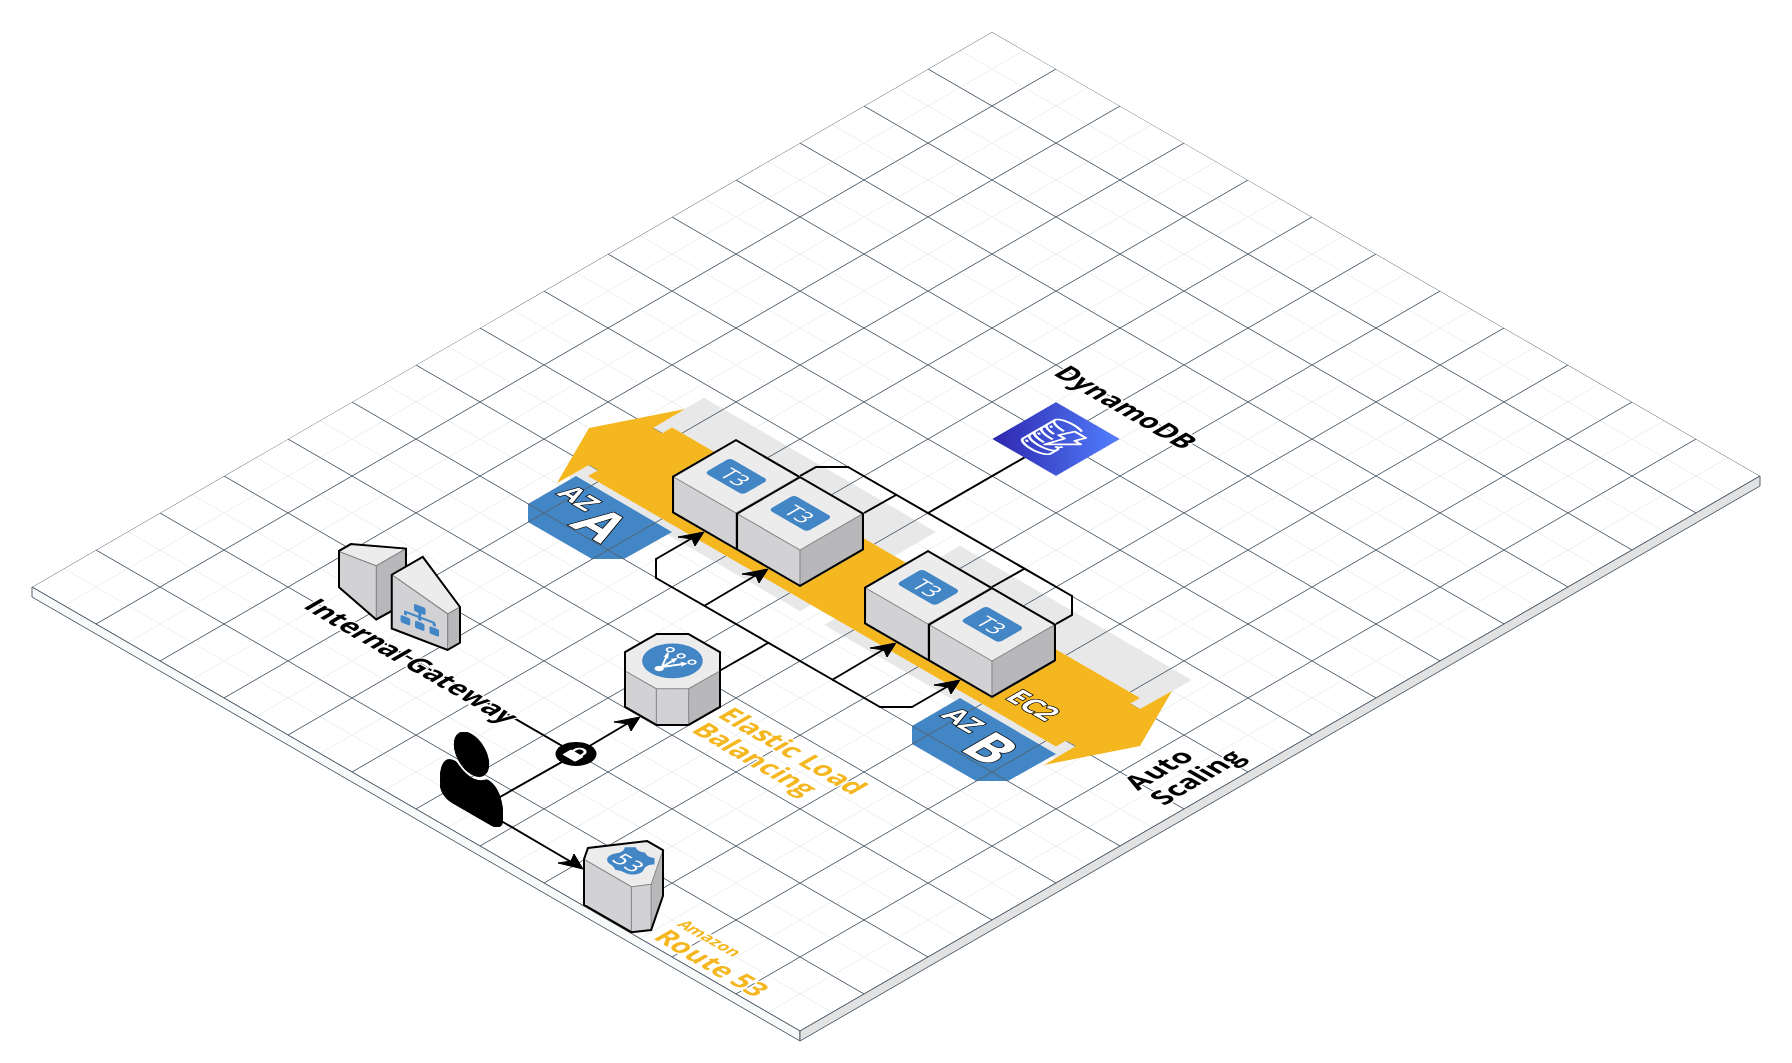 DynamoDB
T3
T3
AZ
A
T3
T3
Internal-Gateway
EC2
AZ
B
Elastic Load
Balancing
Auto
Scaling
53
Amazon
Route 53